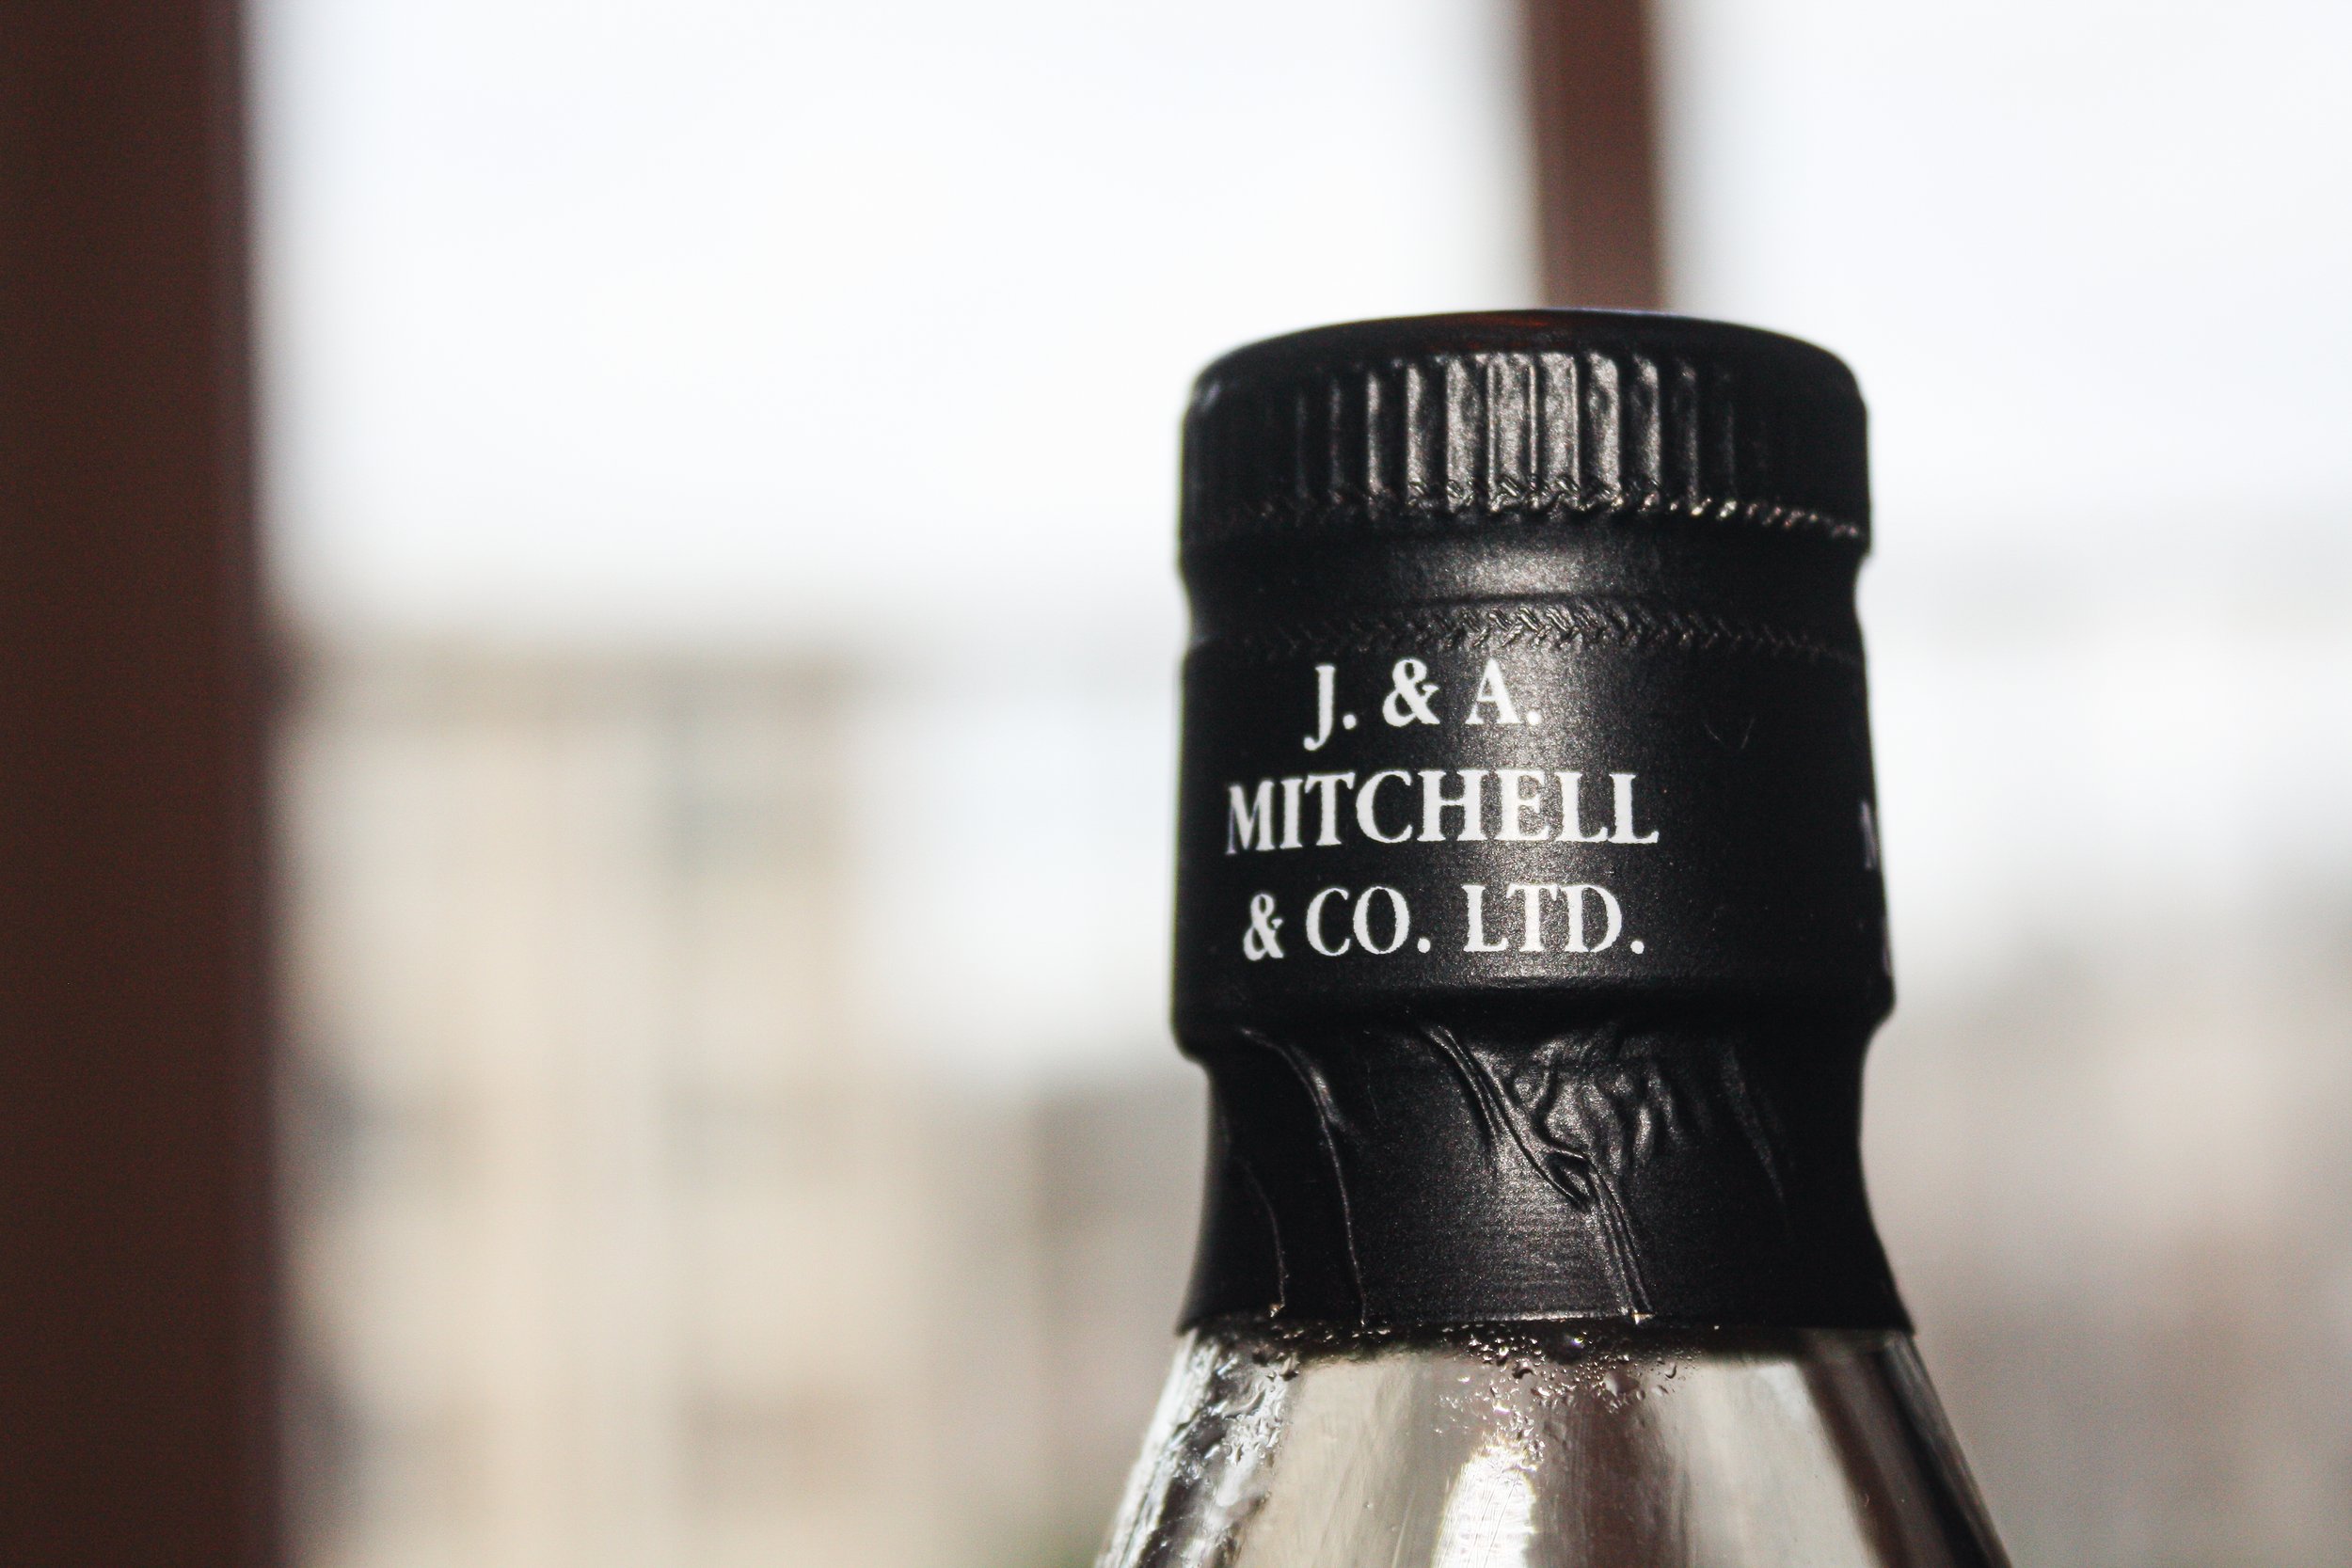 J. & A.
MITCHELL
& CO. LTD.